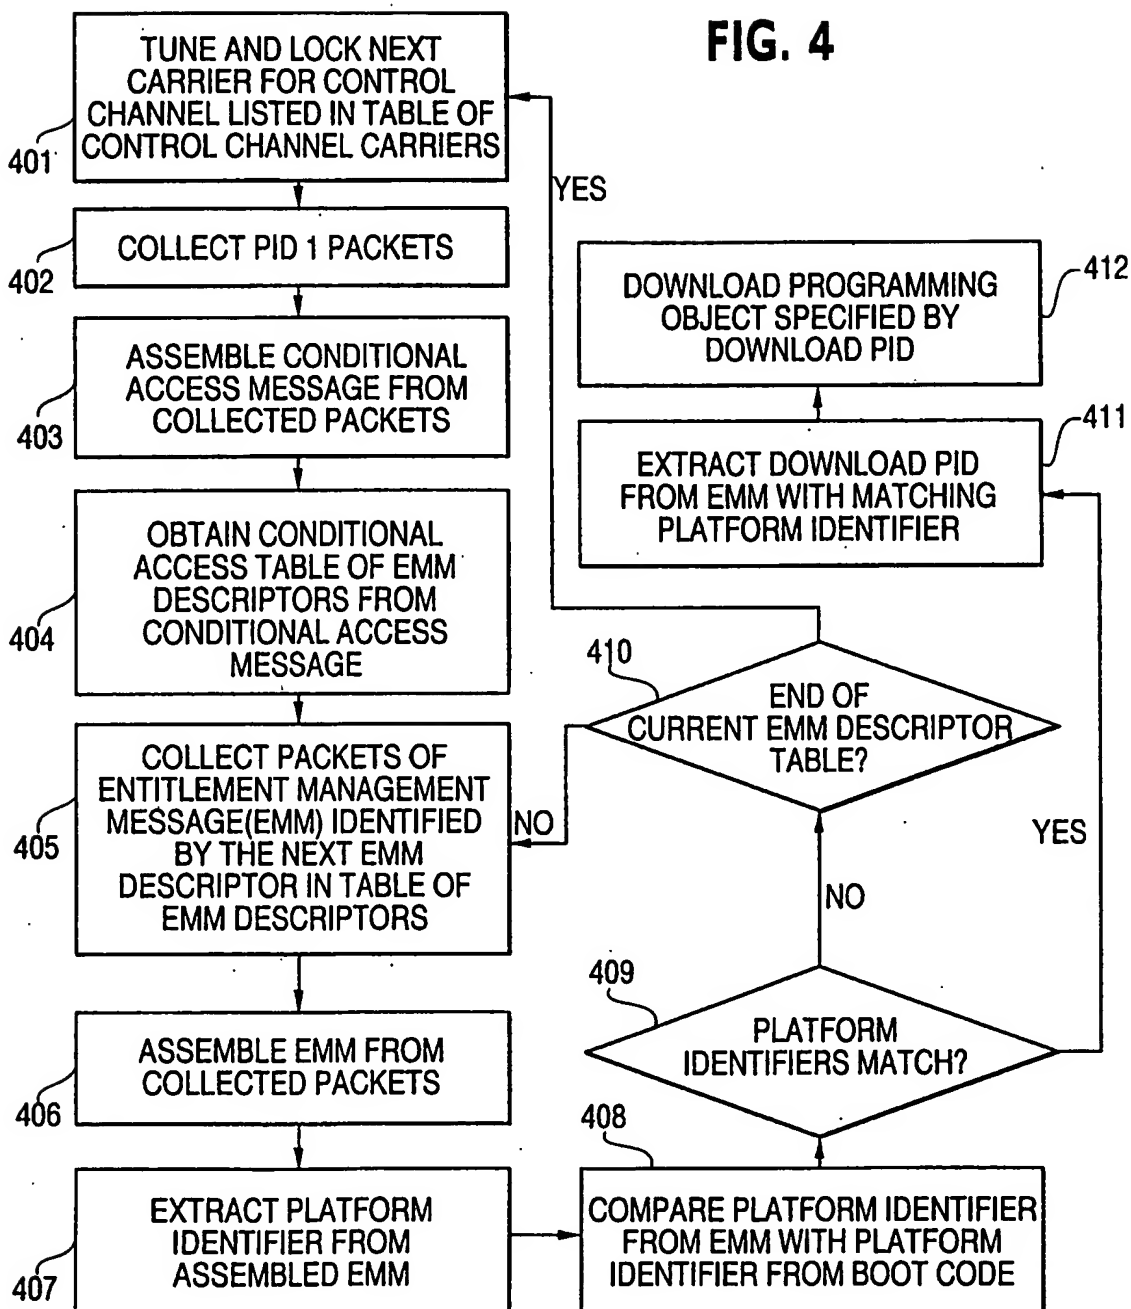 FIG. 4
TUNE AND LOCK NEXT
CARRIER FOR CONTROL
CHANNEL LISTED IN TABLE OF
CONTROL CHANNEL CARRIERS
401
COLLECT PID 1 PACKETS
402
ASSEMBLE CONDITIONAL
ACCESS MESSAGE FROM
COLLECTED PACKETS
403
OBTAIN CONDITIONAL
ACCESS TABLE OF EMM
DESCRIPTORS FROM
CONDITIONAL ACCESS
MESSAGE
404
COLLECT PACKETS OF
ENTITLEMENT MANAGEMENT
MESSAGE(EMM) IDENTIFIED
BY THE NEXT EMM
DESCRIPTOR IN TABLE OF
EMM DESCRIPTORS
405
ASSEMBLE EMM FROM
COLLECTED PACKETS
406
EXTRACT PLATFORM
IDENTIFIER FROM
ASSEMBLED EMM
407
408
COMPARE PLATFORM IDENTIFIER
FROM EMM WITH PLATFORM
IDENTIFIER FROM BOOT CODE
409
PLATFORM
IDENTIFIERS MATCH?
NO
YES
410
END OF
CURRENT EMM DESCRIPTOR
TABLE?
NO
YES
411
EXTRACT DOWNLOAD PID
FROM EMM WITH MATCHING
PLATFORM IDENTIFIER
412
DOWNLOAD PROGRAMMING
OBJECT SPECIFIED BY
DOWNLOAD PID